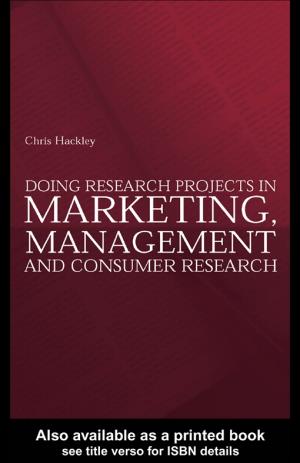 Chris Hackley
DOING RESEARCH PROJECTS IN
MARKETING,
MANAGEMENT
AND CONSUMER RESEARCH
Also available as a printed book
see title verso for ISBN details